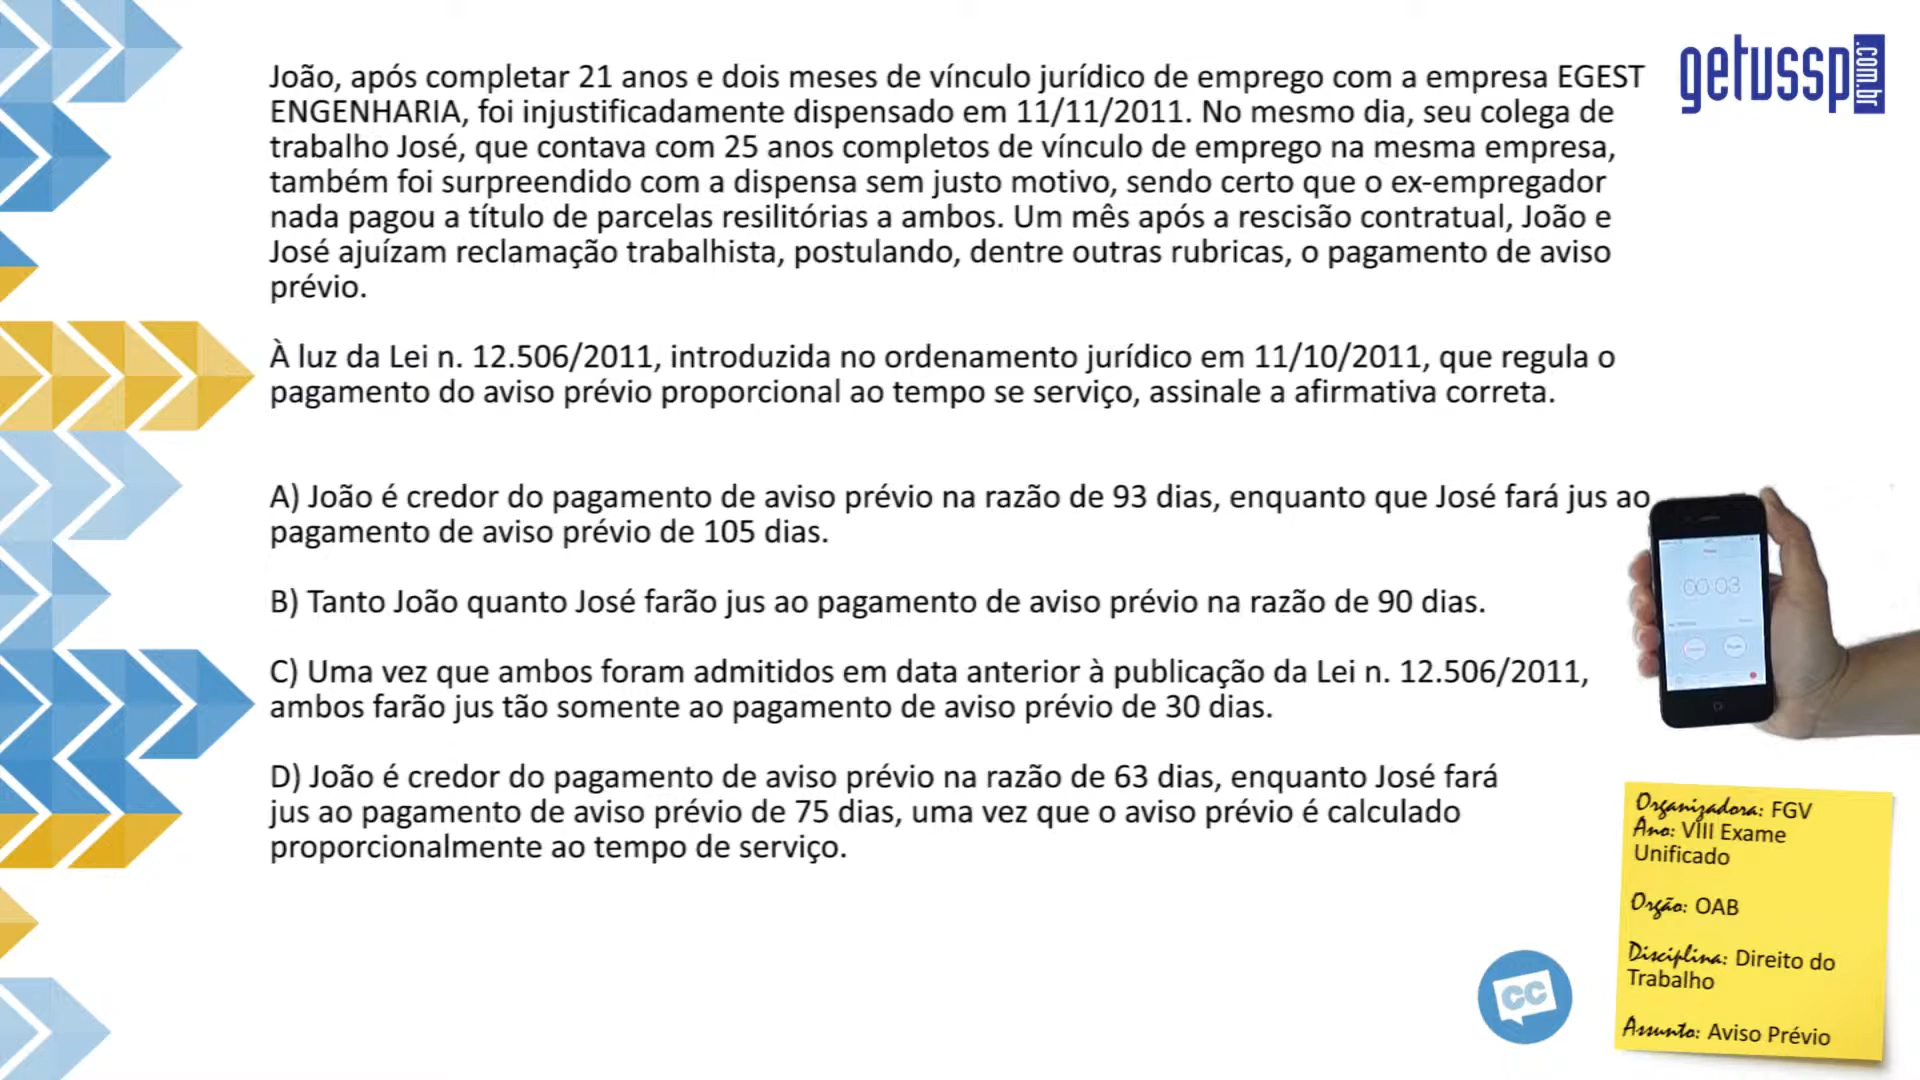 getussp.com.br
João, após completar 21 anos e dois meses de vínculo jurídico de emprego com a empresa EGEST
ENGENHARIA, foi injustificadamente dispensado em 11/11/2011. No mesmo dia, seu colega de
trabalho José, que contava com 25 anos completos de vínculo de emprego na mesma empresa,
também foi surpreendido com a dispensa sem justo motivo, sendo certo que o ex-empregador
nada pagou a título de parcelas resilitórias a ambos. Um mês após a rescisão contratual, João e
José ajuízam reclamação trabalhista, postulando, dentre outras rubricas, o pagamento de aviso
prévio.
À luz da Lei n. 12.506/2011, introduzida no ordenamento jurídico em 11/10/2011, que regula o
pagamento do aviso prévio proporcional ao tempo se serviço, assinale a afirmativa correta.
A) João é credor do pagamento de aviso prévio na razão de 93 dias, enquanto que José fará jus ao
pagamento de aviso prévio de 105 dias.
B) Tanto João quanto José farão jus ao pagamento de aviso prévio na razão de 90 dias.
C) Uma vez que ambos foram admitidos em data anterior à publicação da Lei n. 12.506/2011,
ambos farão jus tão somente ao pagamento de aviso prévio de 30 dias.
D) João é credor do pagamento de aviso prévio na razão de 63 dias, enquanto José fará
jus ao pagamento de aviso prévio de 75 dias, uma vez que o aviso prévio é calculado
proporcionalmente ao tempo de serviço.
00:03
Organizadora: FGV
Ano: VIII Exame
Unificado
Orgão: OAB
Disciplina: Direito do
Trabalho
Assunto: Aviso Prévio
CC